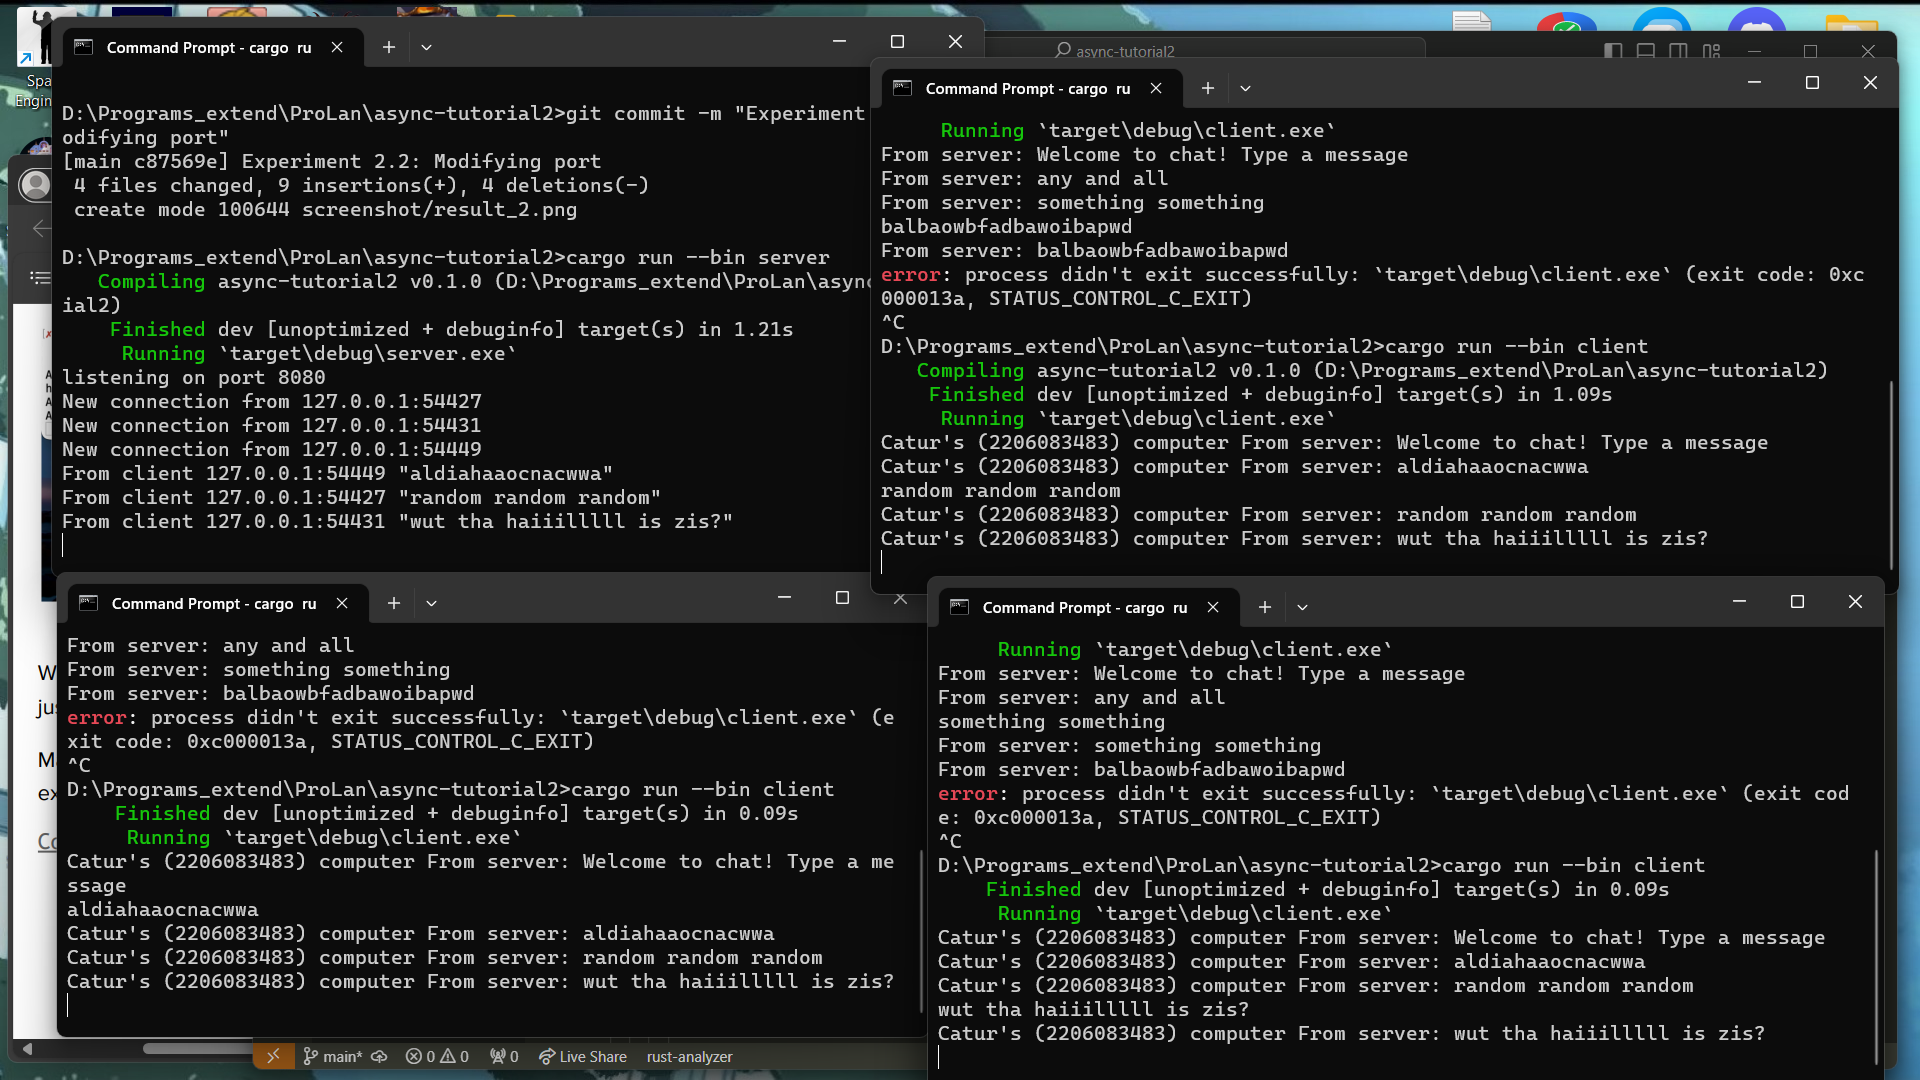 Spa
Engin
Command Prompt - cargo  ru
D:\Programs_extend\ProLan\async-tutorial2>git commit -m "Experiment
odifying port"
[main c87569e] Experiment 2.2: Modifying port
 4 files changed, 9 insertions(+), 4 deletions(-)
 create mode 100644 screenshot/result_2.png
D:\Programs_extend\ProLan\async-tutorial2>cargo run --bin server
   Compiling async-tutorial2 v0.1.0 (D:\Programs_extend\ProLan\async
ial2)
    Finished dev [unoptimized + debuginfo] target(s) in 1.21s
     Running `target\debug\server.exe`
listening on port 8080
New connection from 127.0.0.1:54427
New connection from 127.0.0.1:54431
New connection from 127.0.0.1:54449
From client 127.0.0.1:54449 "aldiahaaocnacwwa"
From client 127.0.0.1:54427 "random random random"
From client 127.0.0.1:54431 "wut tha haiiilllll is zis?"
async-tutorial2
Command Prompt - cargo  ru
     Running `target\debug\client.exe`
From server: Welcome to chat! Type a message
From server: any and all
From server: something something
balbaowbfadbawoibapwd
From server: balbaowbfadbawoibapwd
error: process didn't exit successfully: `target\debug\client.exe` (exit code: 0xc
000013a, STATUS_CONTROL_C_EXIT)
^C
D:\Programs_extend\ProLan\async-tutorial2>cargo run --bin client
   Compiling async-tutorial2 v0.1.0 (D:\Programs_extend\ProLan\async-tutorial2)
    Finished dev [unoptimized + debuginfo] target(s) in 1.09s
     Running `target\debug\client.exe`
Catur's (2206083483) computer From server: Welcome to chat! Type a message
Catur's (2206083483) computer From server: aldiahaaocnacwwa
random random random
Catur's (2206083483) computer From server: random random random
Catur's (2206083483) computer From server: wut tha haiiilllll is zis?
Command Prompt - cargo  ru
From server: any and all
From server: something something
From server: balbaowbfadbawoibapwd
error: process didn't exit successfully: `target\debug\client.exe` (e
xit code: 0xc000013a, STATUS_CONTROL_C_EXIT)
^C
D:\Programs_extend\ProLan\async-tutorial2>cargo run --bin client
    Finished dev [unoptimized + debuginfo] target(s) in 0.09s
     Running `target\debug\client.exe`
Catur's (2206083483) computer From server: Welcome to chat! Type a me
ssage
aldiahaaocnacwwa
Catur's (2206083483) computer From server: aldiahaaocnacwwa
Catur's (2206083483) computer From server: random random random
Catur's (2206083483) computer From server: wut tha haiiilllll is zis?
Command Prompt - cargo  ru
     Running `target\debug\client.exe`
From server: Welcome to chat! Type a message
From server: any and all
something something
From server: something something
From server: balbaowbfadbawoibapwd
error: process didn't exit successfully: `target\debug\client.exe` (exit cod
e: 0xc000013a, STATUS_CONTROL_C_EXIT)
^C
D:\Programs_extend\ProLan\async-tutorial2>cargo run --bin client
    Finished dev [unoptimized + debuginfo] target(s) in 0.09s
     Running `target\debug\client.exe`
Catur's (2206083483) computer From server: Welcome to chat! Type a message
Catur's (2206083483) computer From server: aldiahaaocnacwwa
Catur's (2206083483) computer From server: random random random
wut tha haiiilllll is zis?
Catur's (2206083483) computer From server: wut tha haiiilllll is zis?
main* 0 0 0 Live Share rust-analyzer